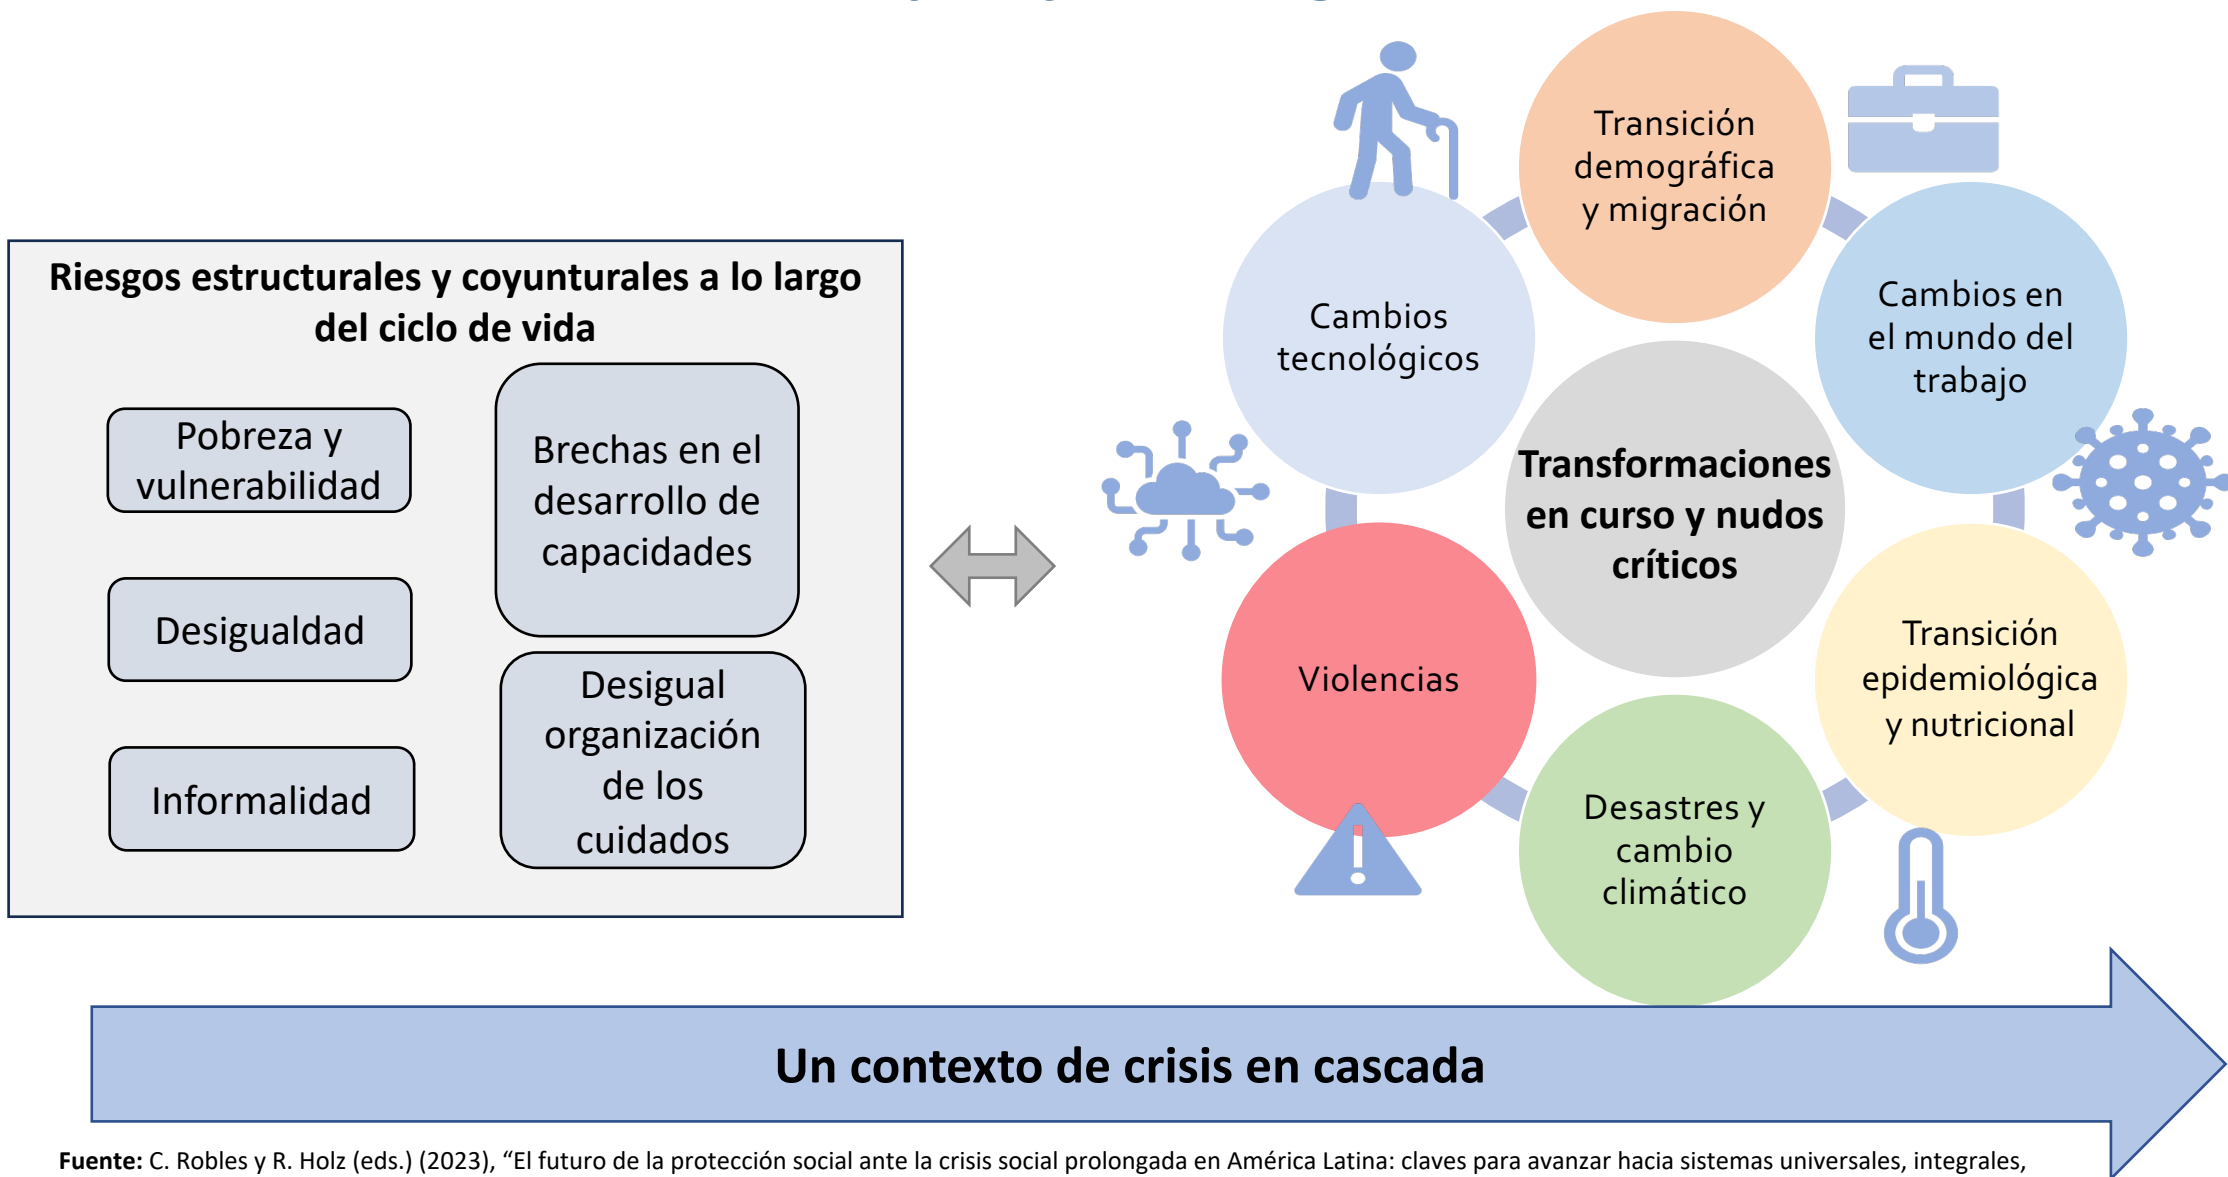 Riesgos estructurales y coyunturales a lo largo
del ciclo de vida
Pobreza y
vulnerabilidad
Desigualdad
Informalidad
Brechas en el
desarrollo de
capacidades
Desigual
organización
de los
cuidados
Transición
demográfica
y migración
Cambios en
el mundo del
trabajo
Transición
epidemiológica
y nutricional
Desastres y
cambio
climático
Violencias
Cambios
tecnológicos
Transformaciones
en curso y nudos
críticos
Un contexto de crisis en cascada
Fuente: C. Robles y R. Holz (eds.) (2023), “El futuro de la protección social ante la crisis social prolongada en América Latina: claves para avanzar hacia sistemas universales, integrales,